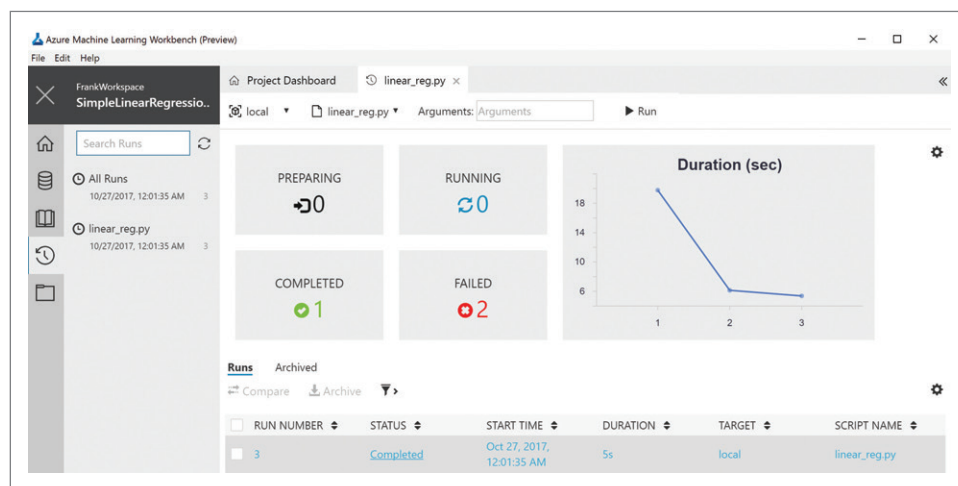 Azure Machine Learning Workbench (Preview)
File Edit Help
FrankWorkspace
SimpleLinearRegressio..
Project Dashboard
linear_reg.py
local
linear_reg.py
Arguments: Arguments
Run
Search Runs
All Runs
10/27/2017, 12:01:35 AM 3
linear_reg.py
10/27/2017, 12:01:35 AM 3
PREPARING
0
RUNNING
0
COMPLETED
1
FAILED
2
Duration (sec)
18
14
10
6
1 2 3
Runs Archived
Compare Archive
RUN NUMBER STATUS START TIME DURATION TARGET SCRIPT NAME
3 Completed Oct 27, 2017, 12:01:35 AM 5s local linear_reg.py